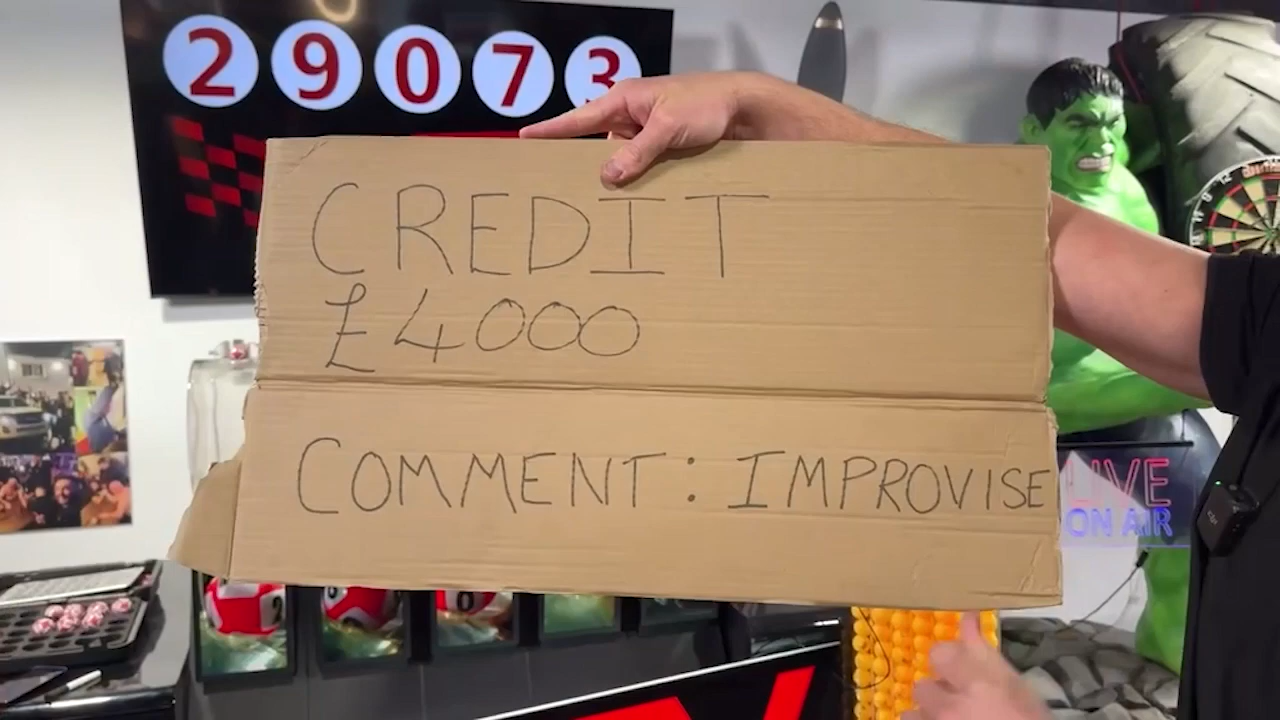 29073
CREDIT
£4000
COMMENT: IMPROVISE
LIVE
ON AIR